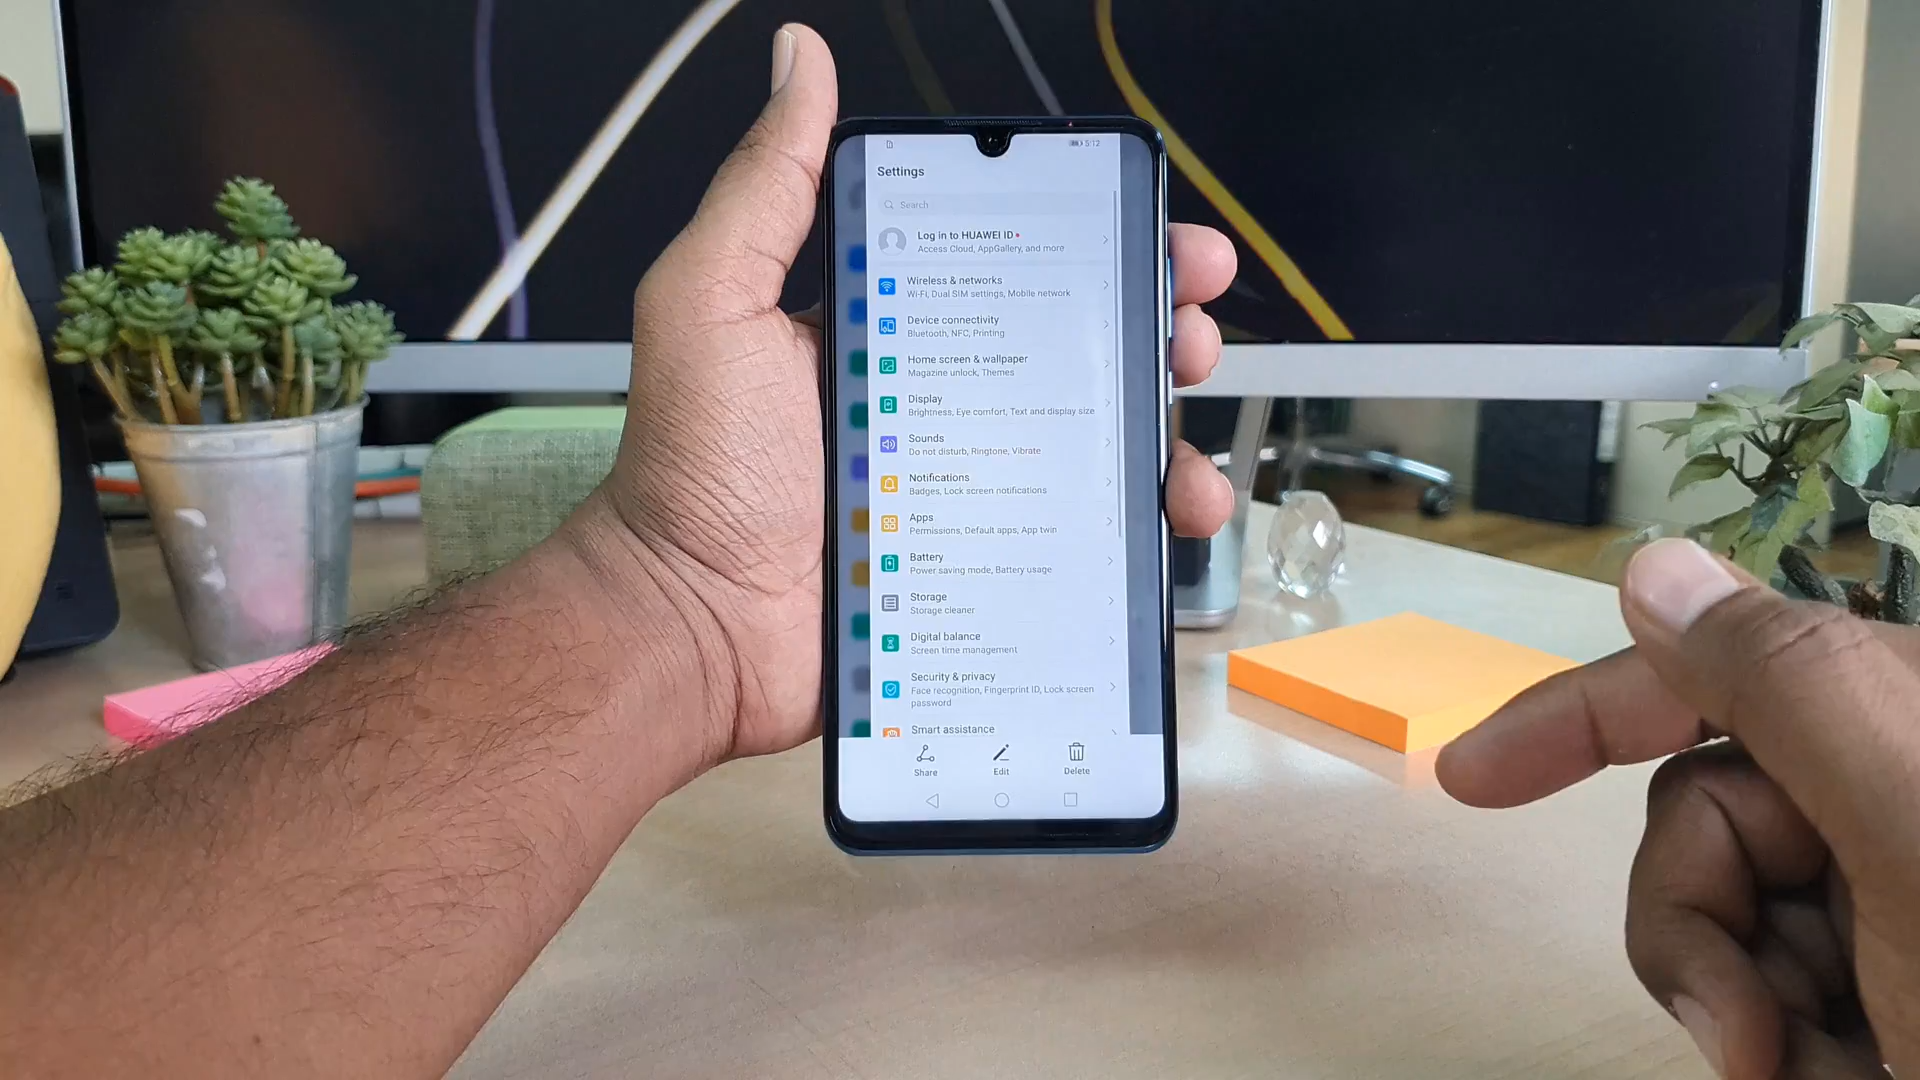 5:12
Settings
Search
Log in to HUAWEI ID
Access Cloud, AppGallery, and more
Wireless & networks
Wi-Fi, Dual SIM settings, Mobile network
Device connectivity
Bluetooth, NFC, Printing
Home screen & wallpaper
Magazine unlock, Themes
Display
Brightness, Eye comfort, Text and display size
Sounds
Do not disturb, Ringtone, Vibrate
Notifications
Badges, Lock screen notifications
Apps
Permissions, Default apps, App twin
Battery
Power saving mode, Battery usage
Storage
Storage cleaner
Digital balance
Screen time management
Security & privacy
Face recognition, Fingerprint ID, Lock screen
password
Smart assistance
Share Edit Delete